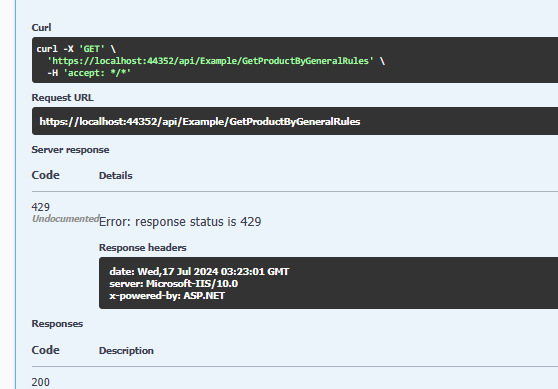 Curl
curl -X 'GET' \
'https://localhost:44352/api/Example/GetProductByGeneralRules' \
-H 'accept: */*'
Request URL
https://localhost:44352/api/Example/GetProductByGeneralRules
Server response
Code Details
429
Undocumented
Error: response status is 429
Response headers
date: Wed,17 Jul 2024 03:23:01 GMT
server: Microsoft-IIS/10.0
x-powered-by: ASP.NET
Responses
Code Description
200